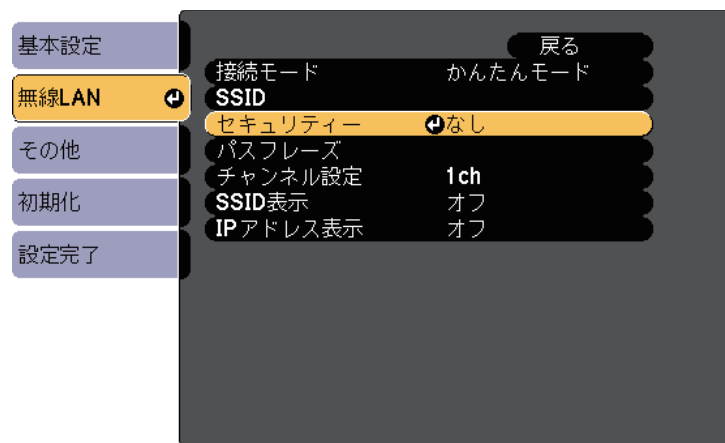 基本設定
無線LAN
その他
初期化
設定完了
戻る
接続モード かんたんモード
SSID
セキュリティー なし
パスフレーズ
チャンネル設定 1ch
SSID表示 オフ
IPアドレス表示 オフ